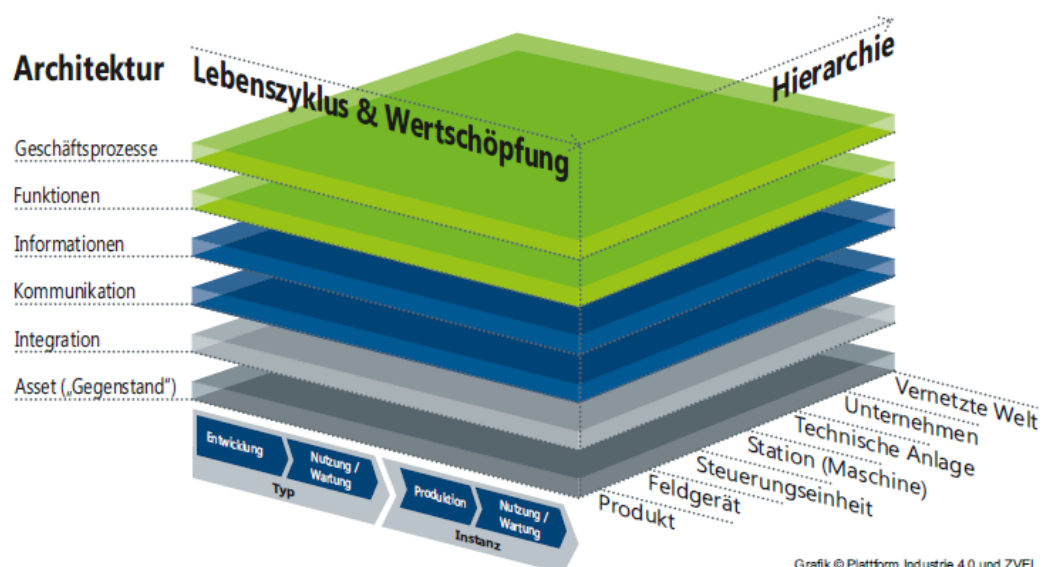 Architektur
Lebenszyklus & Wertschöpfung
Hierarchie
Geschäftsprozesse
Funktionen
Informationen
Kommunikation
Integration
Asset („Gegenstand“)
Entwicklung
Nutzung /
Wartung
Typ
Produktion
Nutzung /
Wartung
Instanz
Vernetzte Welt
Unternehmen
Technische Anlage
Station (Maschine)
Steuerungseinheit
Feldgerät
Produkt
Grafik © Plattform Industrie 4.0 und ZVEI